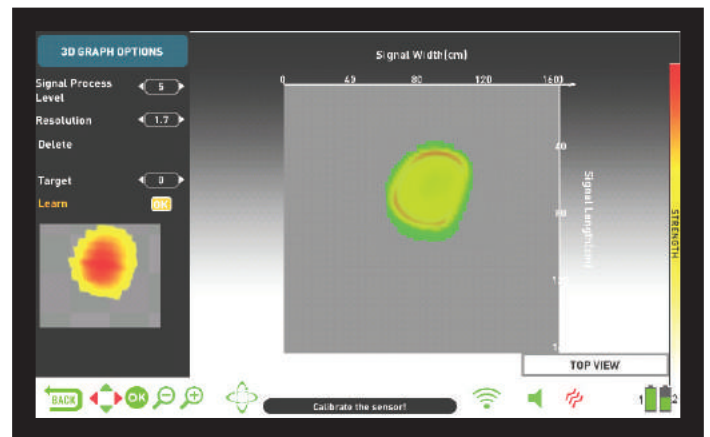 3D GRAPH OPTIONS
Signal Process
Level
5
Resolution
1.7
Delete
Target
0
Learn
OK
Signal Width(cm)
0
40
80
120
160
40
80
Signal Length(cm)
STRENGTH
TOP VIEW
BACK
OK
Calibrate the sensor!
1
2